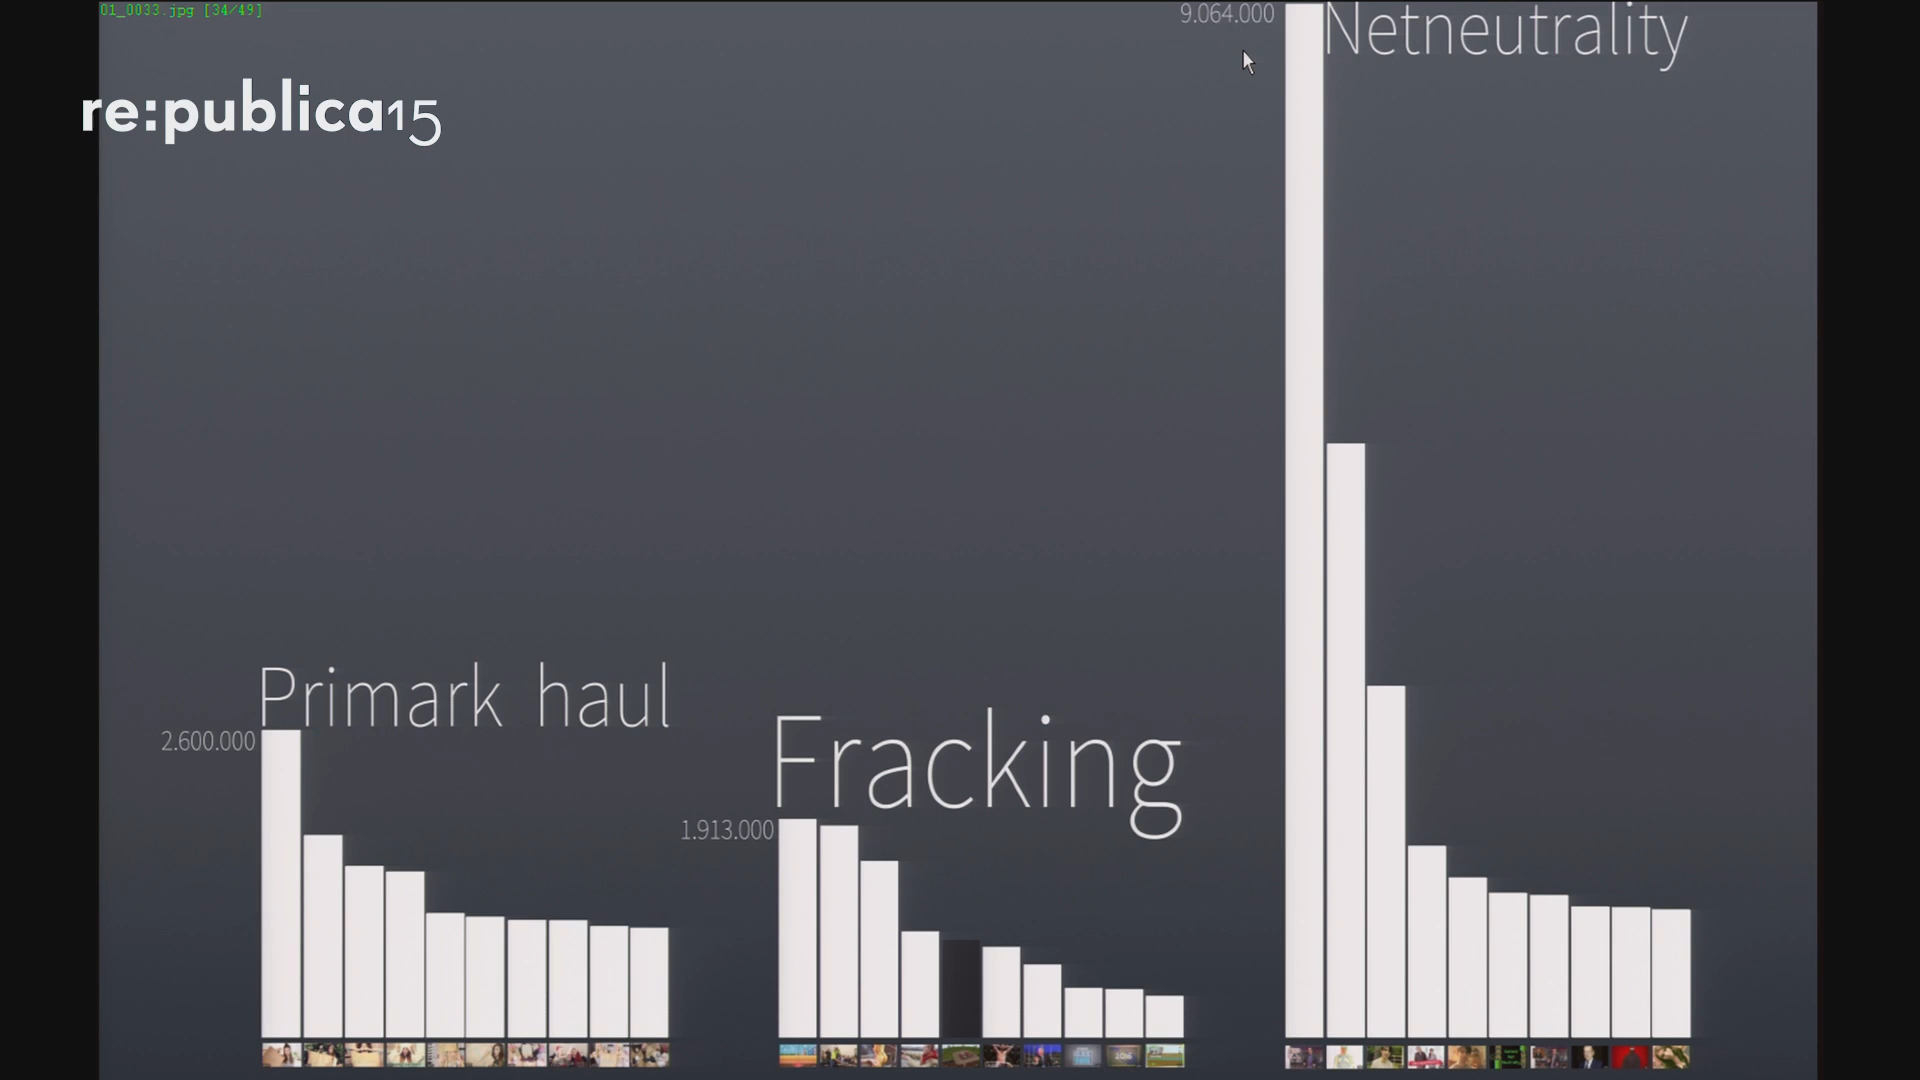 01_0033.jpg [34/49]
re:publica15
9.064.000
Netneutrality
Primark haul
2.600.000
Fracking
1.913.000